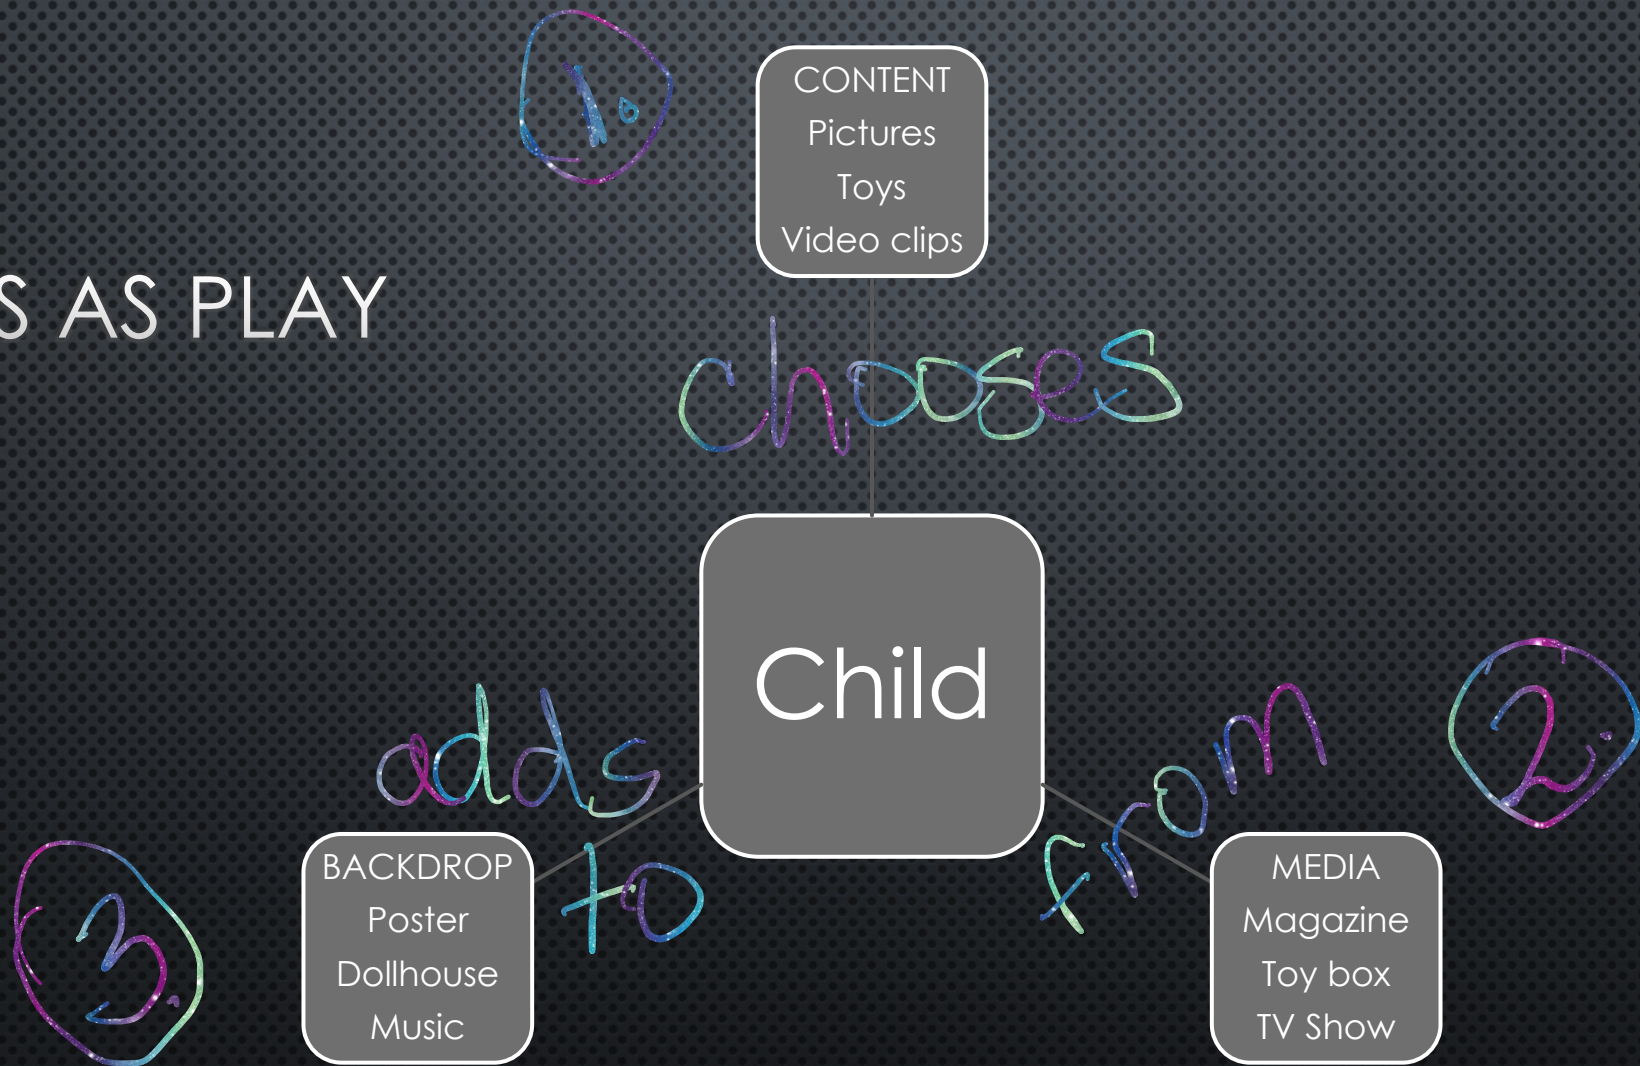 1.
CONTENT
Pictures
Toys
Video clips
S AS PLAY
chooses
Child
adds
to
from
2.
3.
BACKDROP
Poster
Dollhouse
Music
MEDIA
Magazine
Toy box
TV Show